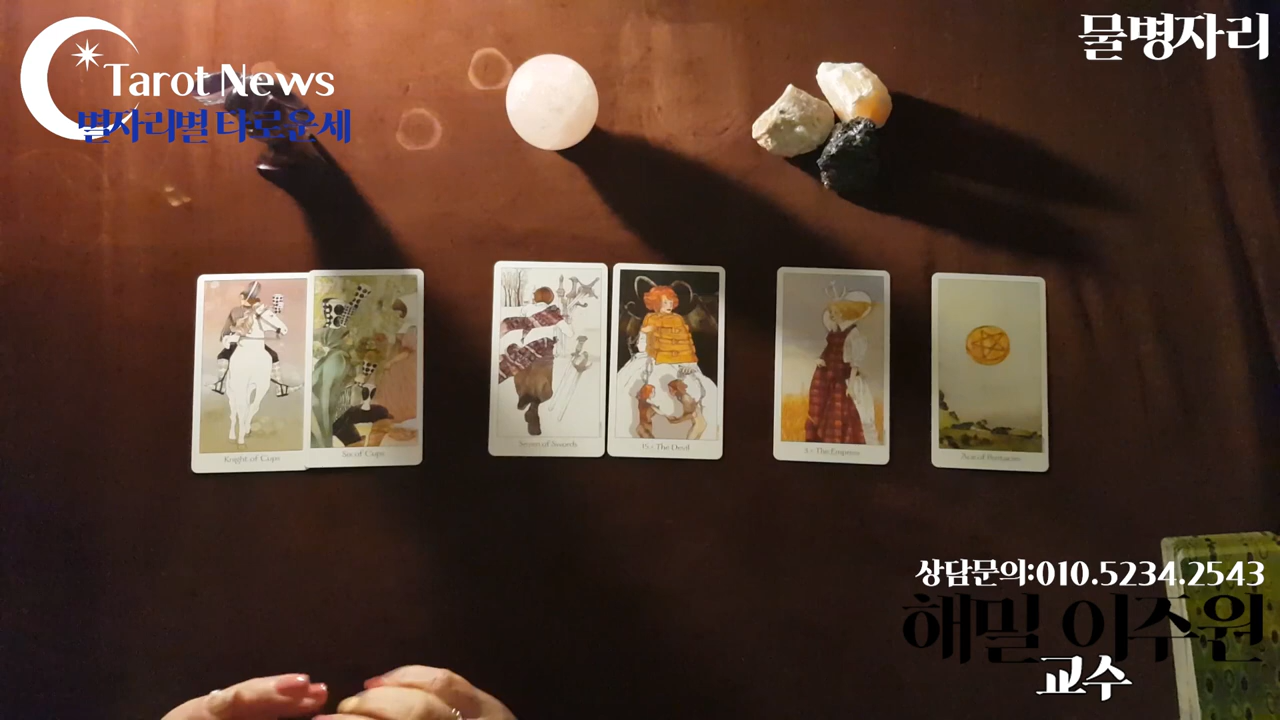 물병자리
Tarot News
별자리별 타로운세
Knight of Cups
Six of Cups
Seven of Swords
15 · The Devil
3 · The Empress
Ace of Pentacles
상담문의:010.5234.2543
해밀 이주원
교수